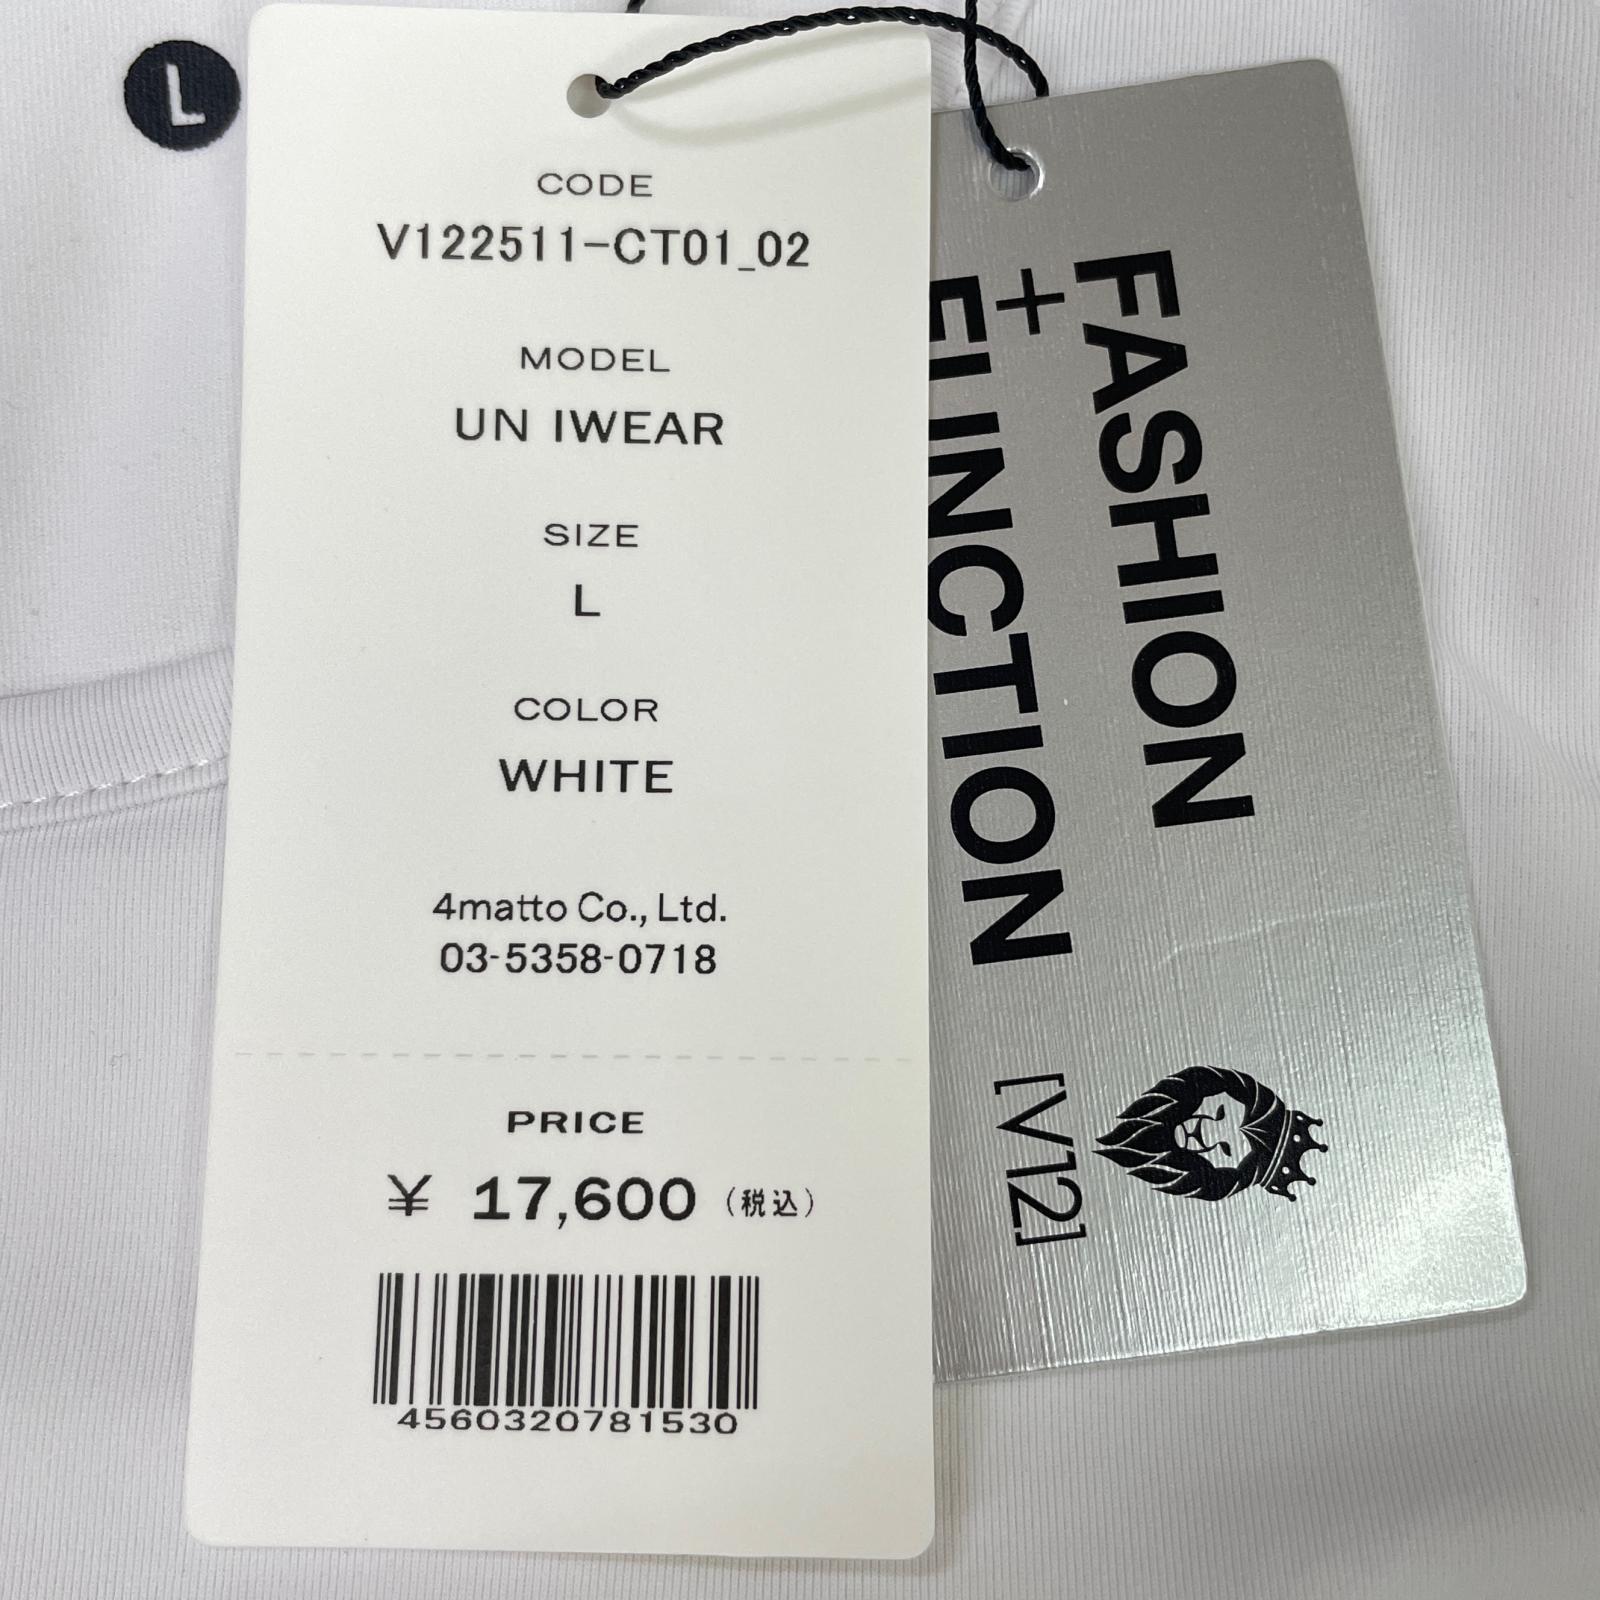 L
CODE
V122511-CT01_02
MODEL
UN IWEAR
SIZE
L
COLOR
WHITE
4matto Co., Ltd.
03-5358-0718
PRICE
¥ 17,600 (税込)
4560320781530
FASHION
+
FUNCTION
[V12]